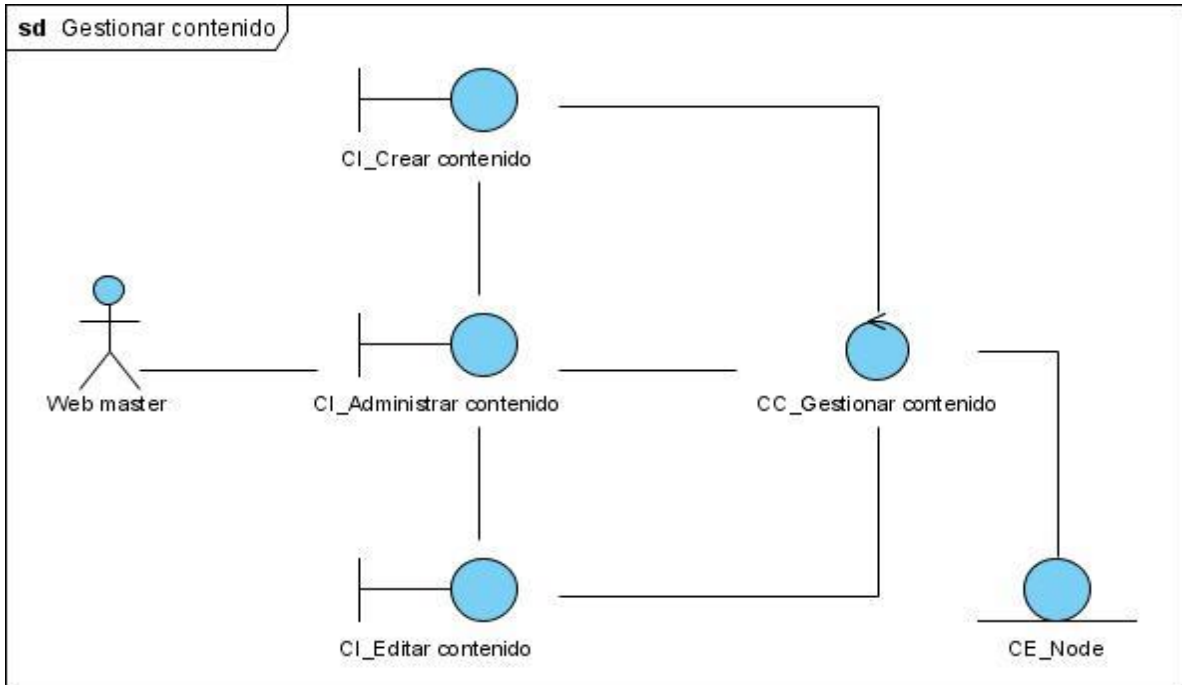 sd Gestionar contenido
CI_Crear contenido
Web master
CI_Administrar contenido
CC_Gestionar contenido
CI_Editar contenido
CE_Node